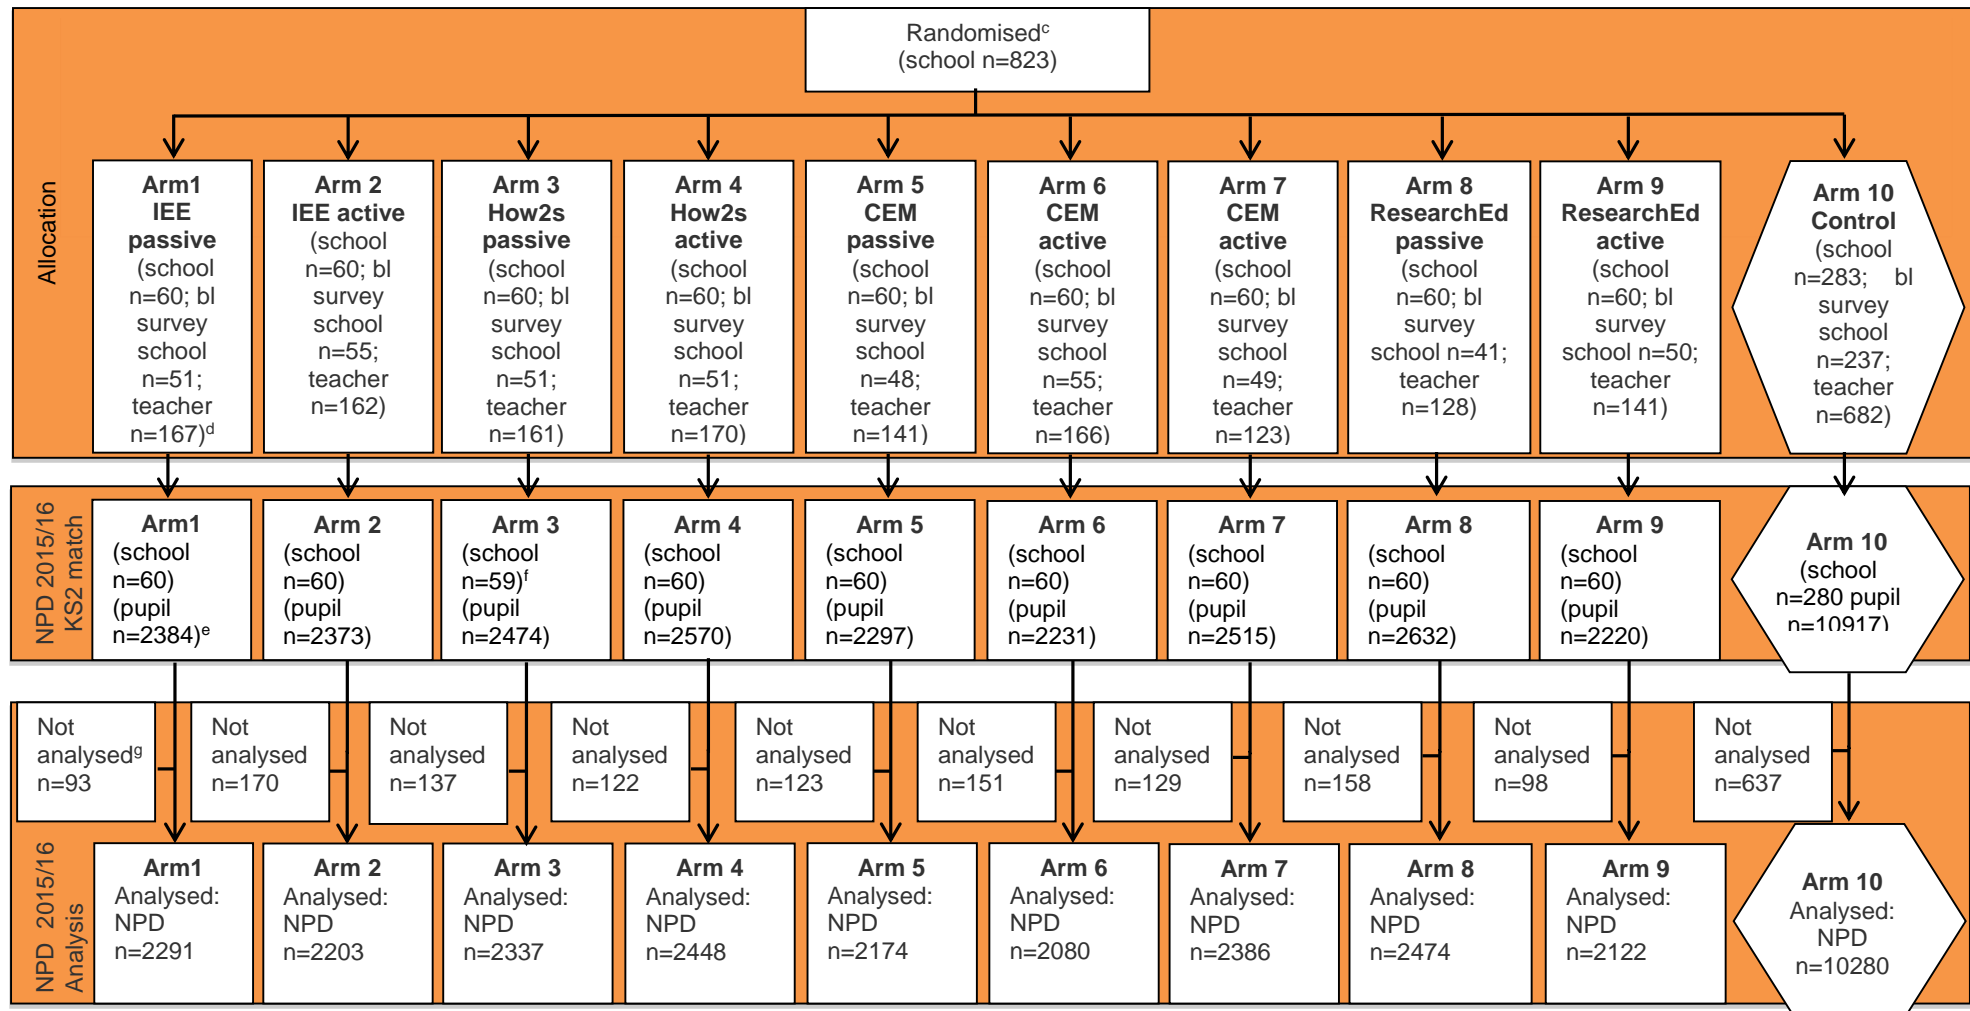 Randomisedᶜ
(school n=823)
Allocation
Arm1
IEE
passive
(school
n=60; bl
survey
school
n=51;
teacher
n=167)ᵈ
Arm 2
IEE active
(school
n=60; bl
survey
school
n=55;
teacher
n=162)
Arm 3
How2s
passive
(school
n=60; bl
survey
school
n=51;
teacher
n=161)
Arm 4
How2s
active
(school
n=60; bl
survey
school
n=51;
teacher
n=170)
Arm 5
CEM
passive
(school
n=60; bl
survey
school
n=48;
teacher
n=141)
Arm 6
CEM
active
(school
n=60; bl
survey
school
n=55;
teacher
n=166)
Arm 7
CEM
active
(school
n=60; bl
survey
school
n=49;
teacher
n=123)
Arm 8
ResearchEd
passive
(school
n=60; bl
survey
school n=41;
teacher
n=128)
Arm 9
ResearchEd
active
(school
n=60; bl
survey
school n=50;
teacher
n=141)
Arm 10
Control
(school
n=283; bl
survey
school
n=237;
teacher
n=682)
NPD 2015/16
KS2 match
Arm1
(school
n=60)
(pupil
n=2384)ᵉ
Arm 2
(school
n=60)
(pupil
n=2373)
Arm 3
(school
n=59)ᶠ
(pupil
n=2474)
Arm 4
(school
n=60)
(pupil
n=2570)
Arm 5
(school
n=60)
(pupil
n=2297)
Arm 6
(school
n=60)
(pupil
n=2231)
Arm 7
(school
n=60)
(pupil
n=2515)
Arm 8
(school
n=60)
(pupil
n=2632)
Arm 9
(school
n=60)
(pupil
n=2220)
Arm 10
(school
n=280 pupil
n=10917)
Not
analysedᵍ
n=93
Not
analysed
n=170
Not
analysed
n=137
Not
analysed
n=122
Not
analysed
n=123
Not
analysed
n=151
Not
analysed
n=129
Not
analysed
n=158
Not
analysed
n=98
Not
analysed
n=637
NPD 2015/16
Analysis
Arm1
Analysed:
NPD
n=2291
Arm 2
Analysed:
NPD
n=2203
Arm 3
Analysed:
NPD
n=2337
Arm 4
Analysed:
NPD
n=2448
Arm 5
Analysed:
NPD
n=2174
Arm 6
Analysed:
NPD
n=2080
Arm 7
Analysed:
NPD
n=2386
Arm 8
Analysed:
NPD
n=2474
Arm 9
Analysed:
NPD
n=2122
Arm 10
Analysed:
NPD
n=10280